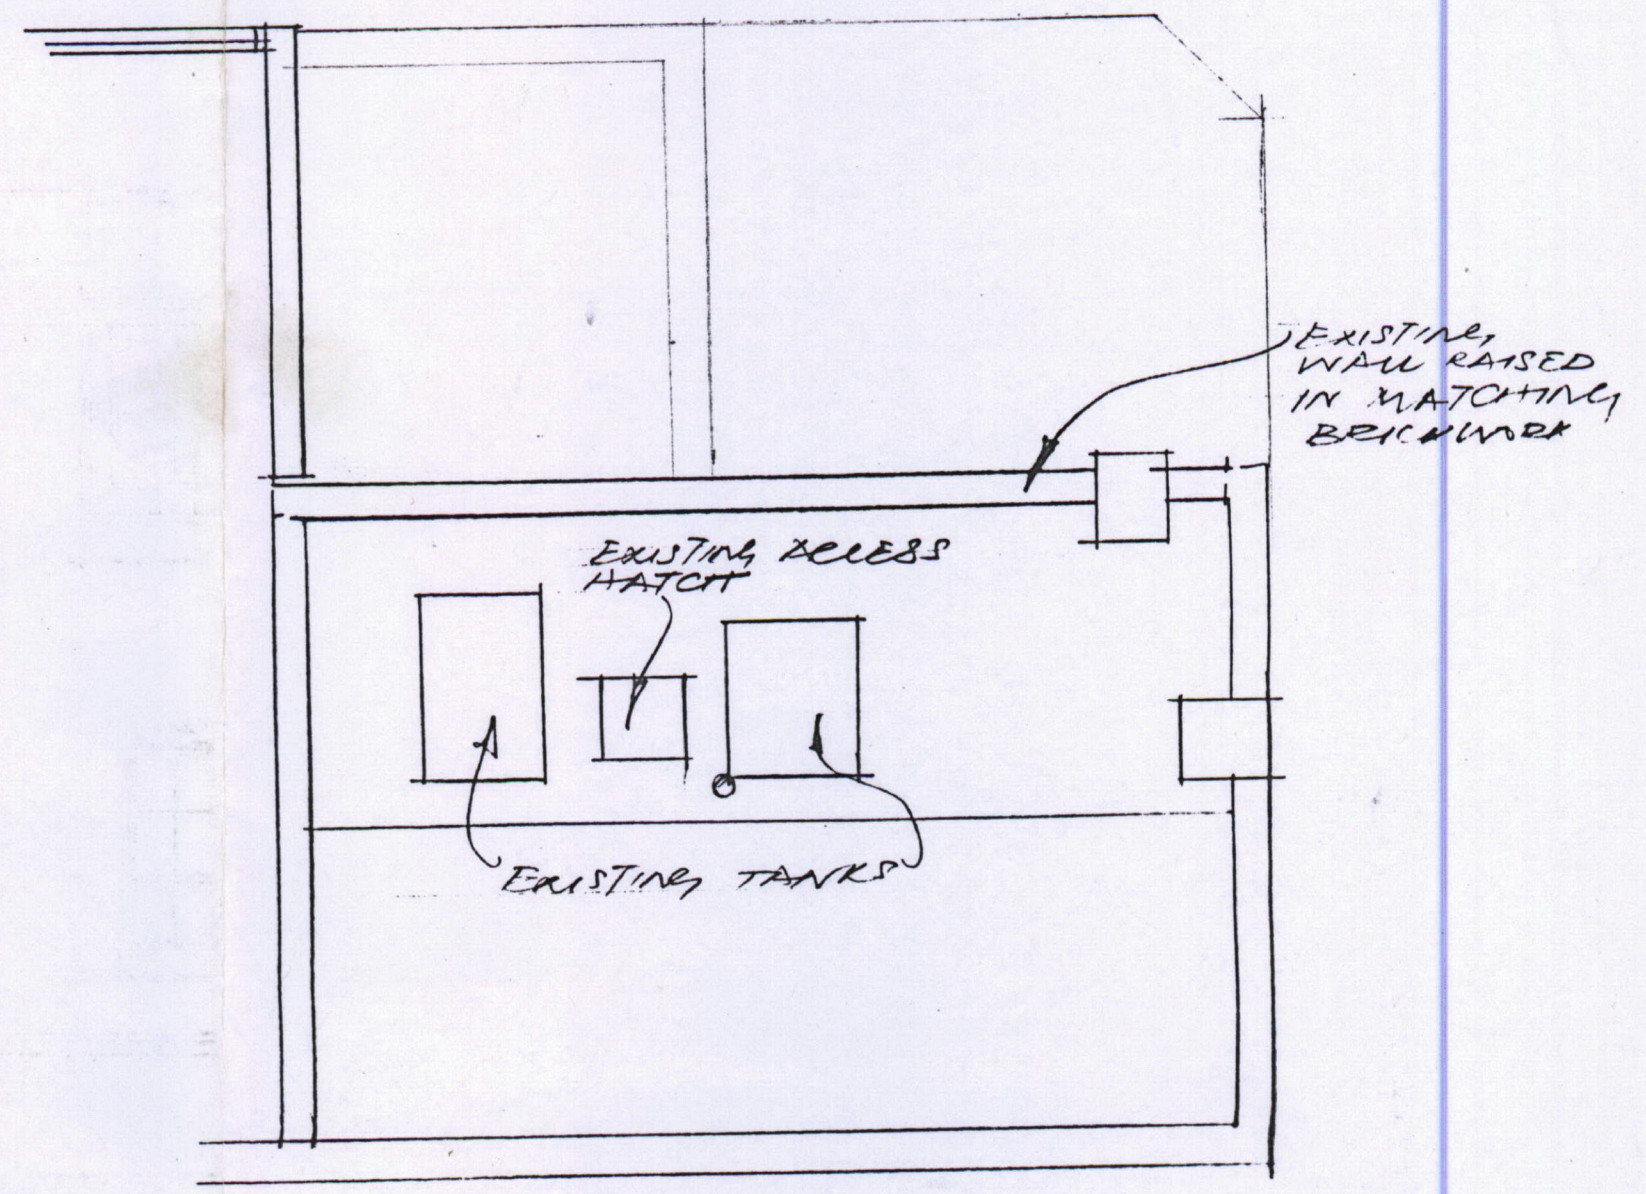 EXISTING
WALL RAISED
IN MATCHING
BRICKWORK
EXISTING ACCESS
HATCH
EXISTING TANKS